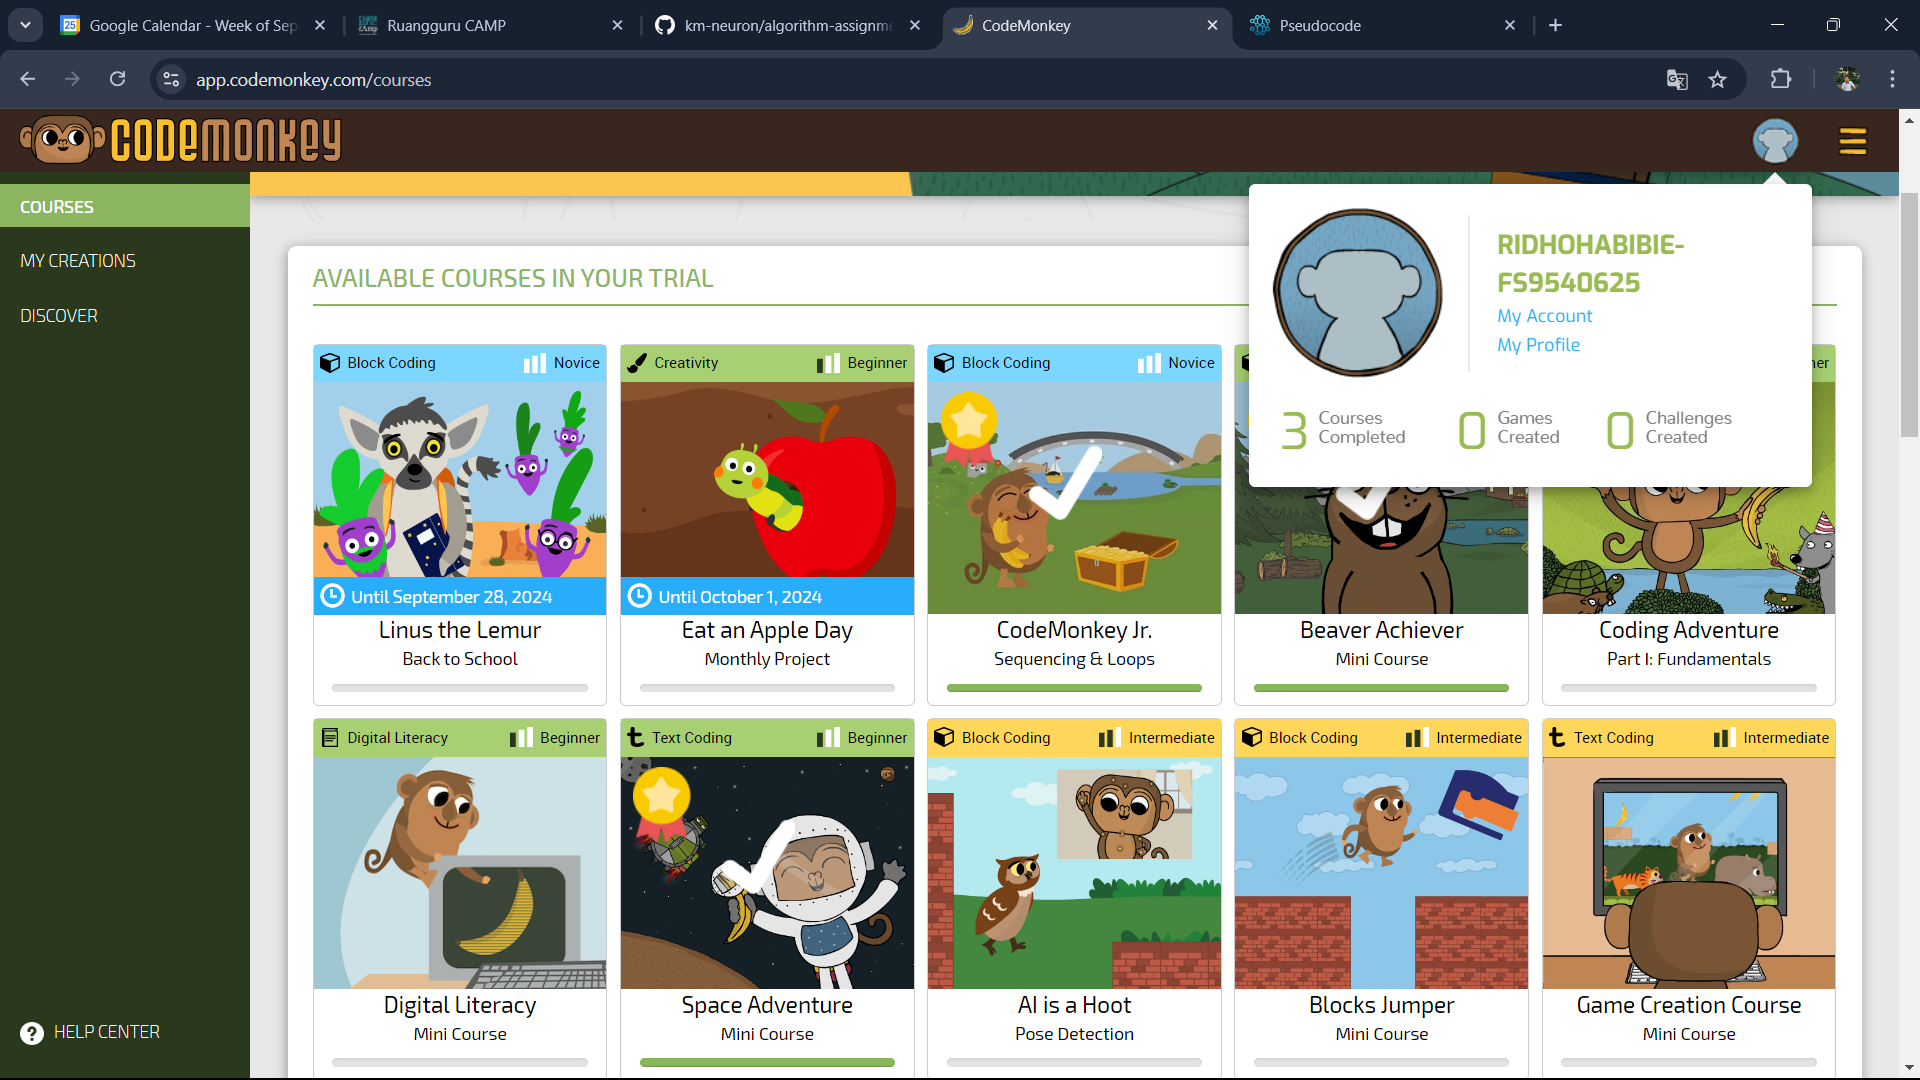 Google Calendar - Week of Sep
Ruangguru CAMP
km-neuron/algorithm-assignme
CodeMonkey
Pseudocode
app.codemonkey.com/courses
CODEMONKEY
COURSES
MY CREATIONS
DISCOVER
HELP CENTER
AVAILABLE COURSES IN YOUR TRIAL
RIDHOHABIBIE-
FS9540625
My Account
My Profile
3 Courses Completed
0 Games Created
0 Challenges Created
Block Coding Novice
Until September 28, 2024
Linus the Lemur
Back to School
Creativity Beginner
Until October 1, 2024
Eat an Apple Day
Monthly Project
Block Coding Novice
CodeMonkey Jr.
Sequencing & Loops
Beaver Achiever
Mini Course
ner
Coding Adventure
Part I: Fundamentals
Digital Literacy Beginner
Digital Literacy
Mini Course
Text Coding Beginner
Space Adventure
Mini Course
Block Coding Intermediate
AI is a Hoot
Pose Detection
Block Coding Intermediate
Blocks Jumper
Mini Course
Text Coding Intermediate
Game Creation Course
Mini Course